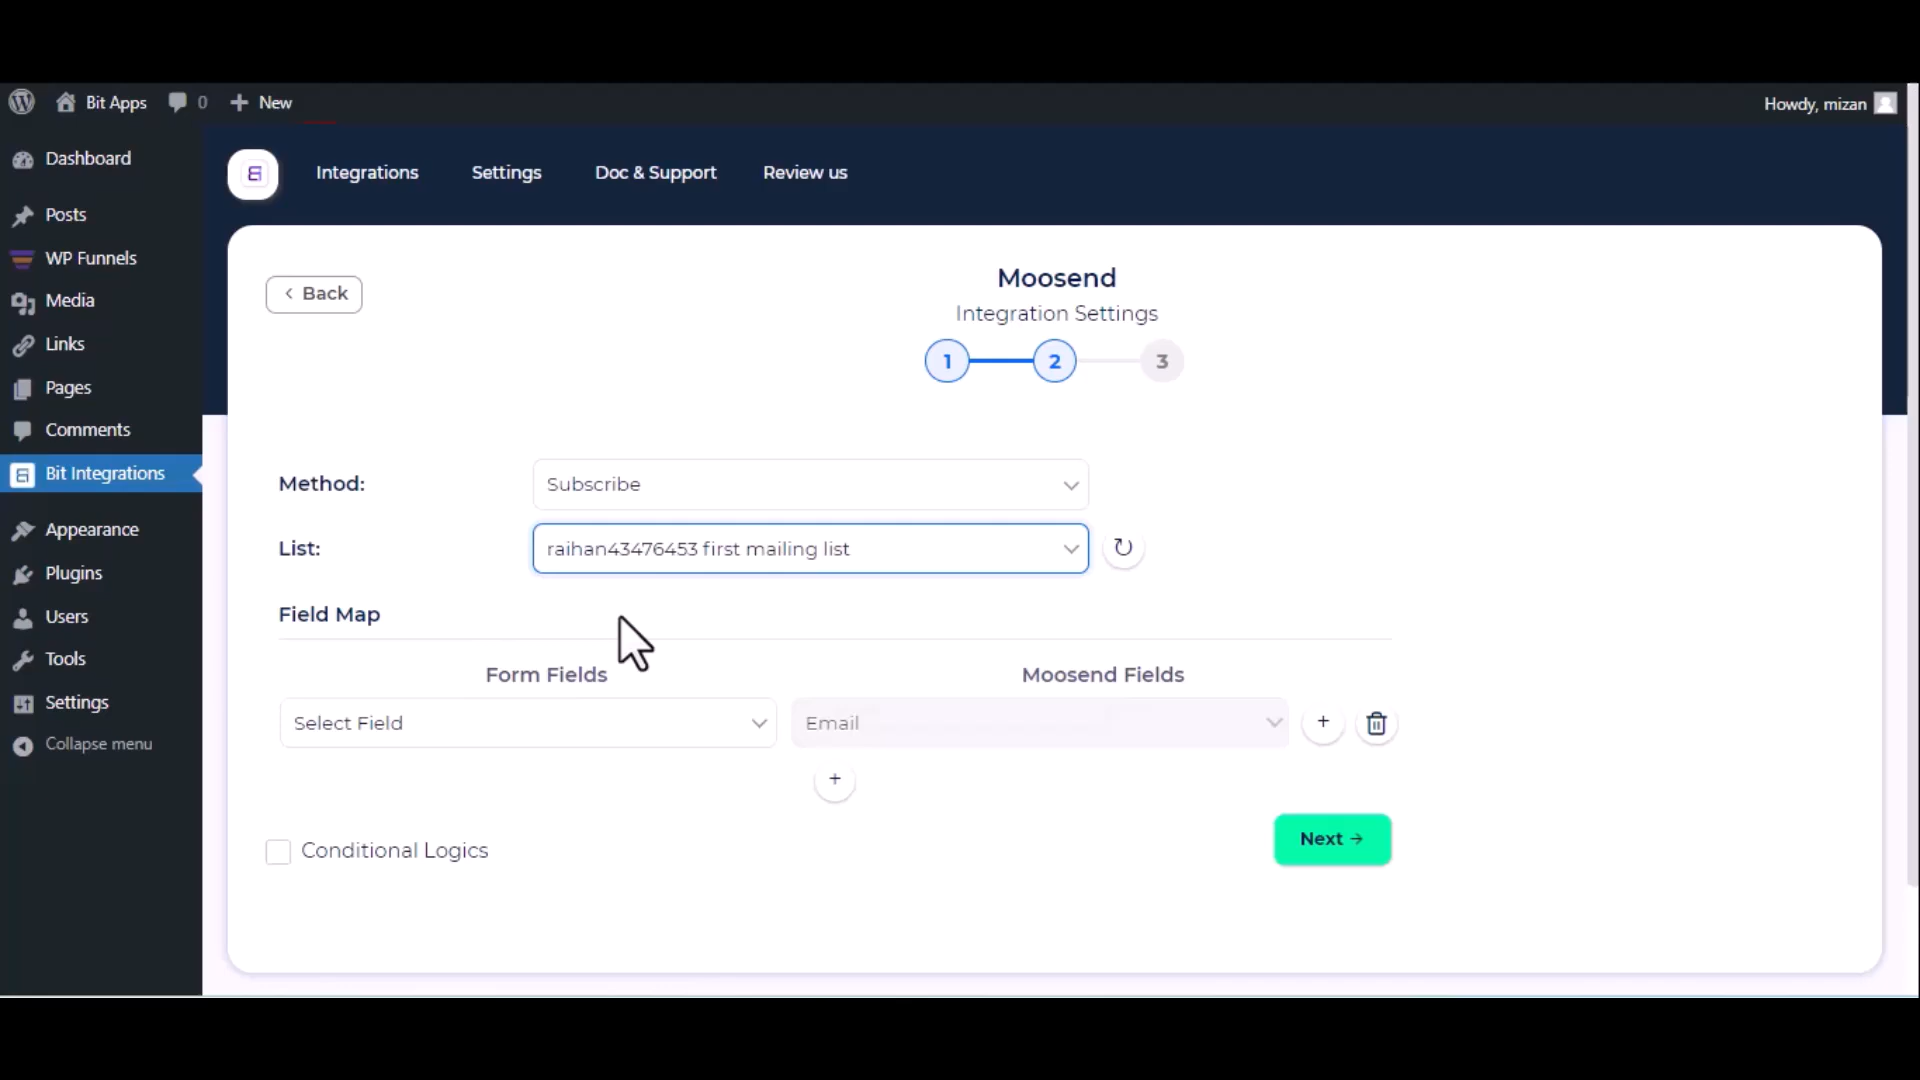 Bit Apps 0 New Howdy, mizan
Dashboard
Posts
WP Funnels
Media
Links
Pages
Comments
Bit Integrations
Appearance
Plugins
Users
Tools
Settings
Collapse menu
Integrations Settings Doc & Support Review us
Back
Moosend
Integration Settings
1 2 3
Method: Subscribe
List: raihan43476453 first mailing list
Field Map
Form Fields Moosend Fields
Select Field Email + 
+
Conditional Logics
Next →